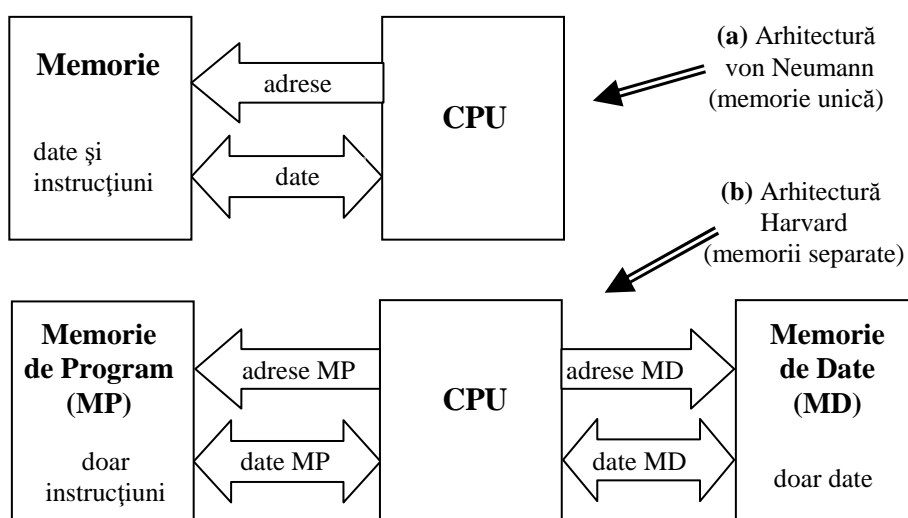 Memorie
date şi
instrucţiuni
adrese
date
CPU
(a) Arhitectură
von Neumann
(memorie unică)
(b) Arhitectură
Harvard
(memorii separate)
Memorie
de Program
(MP)
doar
instrucţiuni
adrese MP
date MP
CPU
adrese MD
date MD
Memorie
de Date
(MD)
doar date